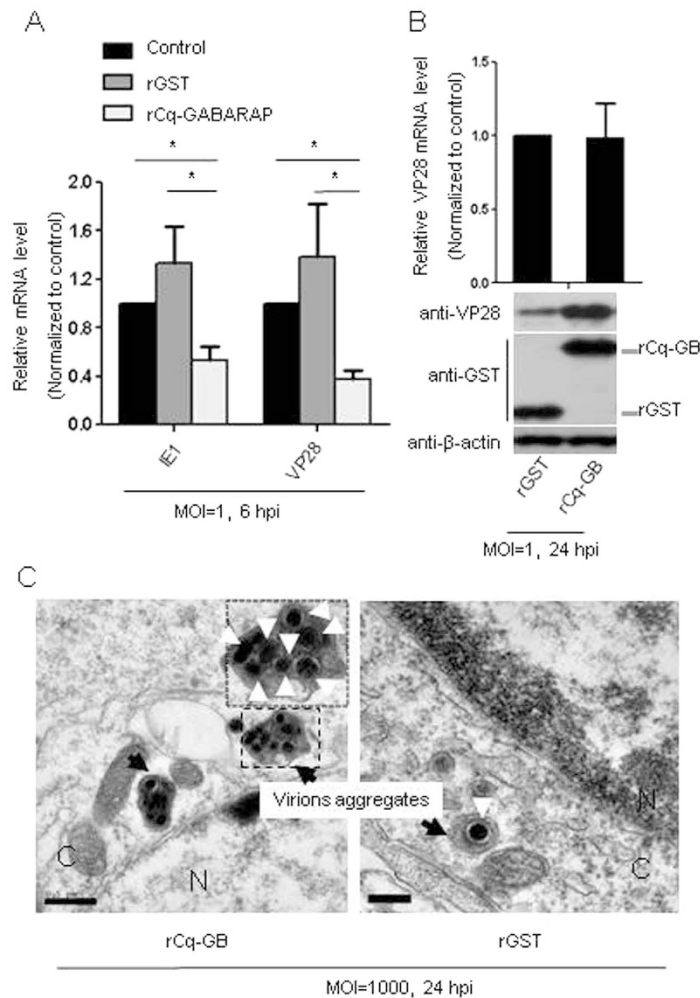 A
Control
rGST
rCq-GABARAP
*
*
*
*
Relative mRNA level
(Normalized to control)
2.0
1.6
1.2
0.8
0.4
0.0
IE1
VP28
MOI=1, 6 hpi
B
Relative VP28 mRNA level
(Normalized to control)
1.5
1.0
0.5
0.0
anti-VP28
anti-GST
rCq-GB
rGST
anti-β-actin
rGST
rCq-GB
MOI=1, 24 hpi
C
Virions aggregates
C
N
N
C
rCq-GB
rGST
MOI=1000, 24 hpi